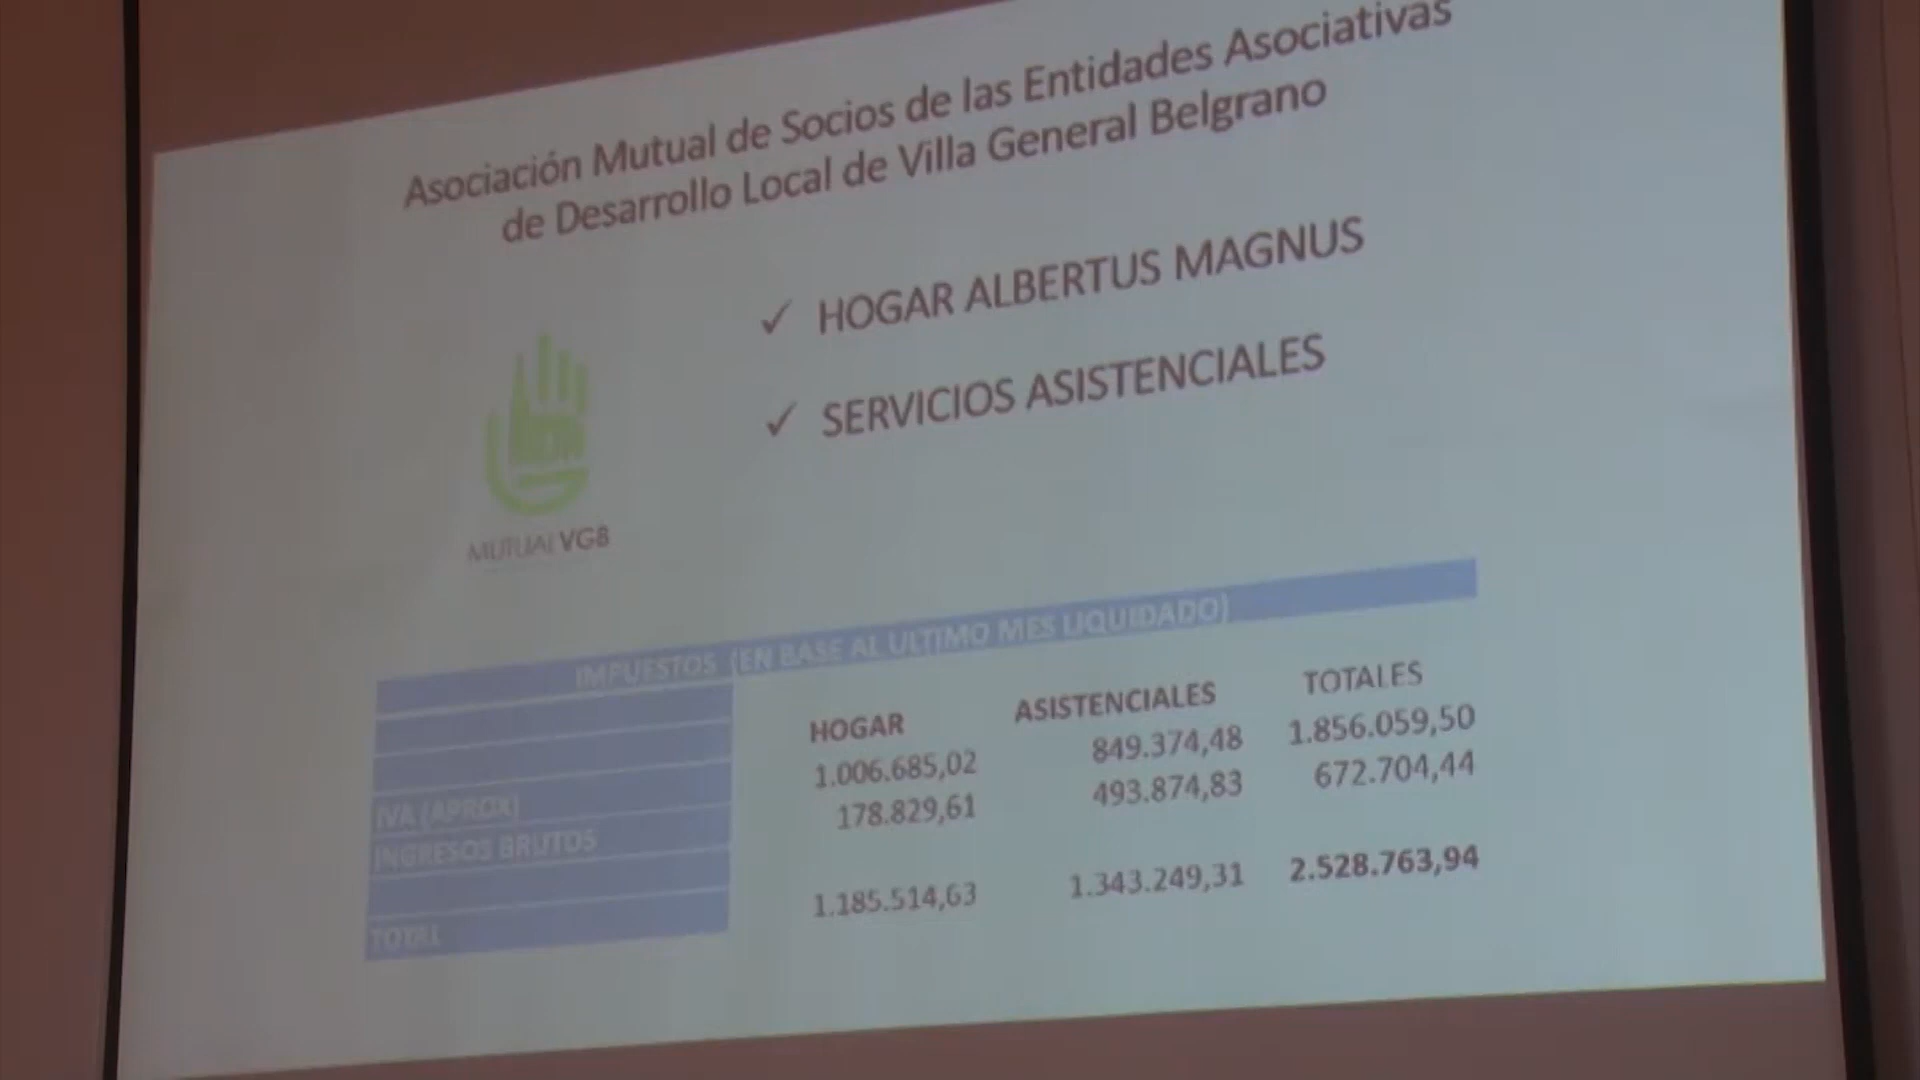 Asociación Mutual de Socios de las Entidades Asociativas
de Desarrollo Local de Villa General Belgrano
✓ HOGAR ALBERTUS MAGNUS
✓ SERVICIOS ASISTENCIALES
MUTUAL VGB
IMPUESTOS (EN BASE AL ULTIMO MES LIQUIDADO)
HOGAR ASISTENCIALES TOTALES
IVA (APROX) 1.006.685,02 849.374,48 1.856.059,50
INGRESOS BRUTOS 178.829,61 493.874,83 672.704,44
TOTAL 1.185.514,63 1.343.249,31 2.528.763,94